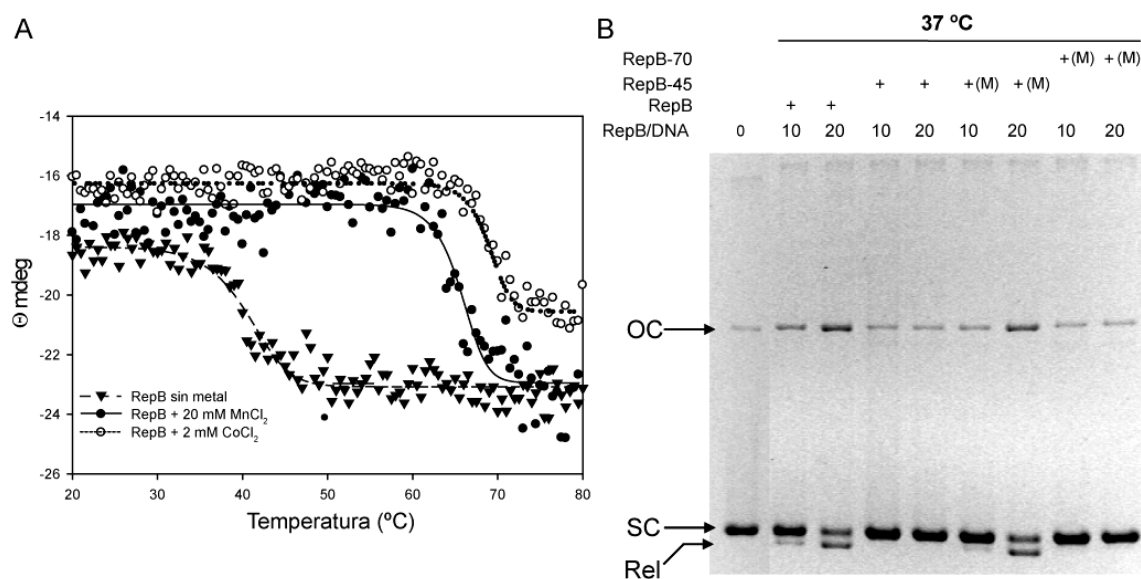 A
-14
-16
-18
-20
-22
-24
-26
Θ mdeg
RepB sin metal
RepB + 20 mM MnCl₂
RepB + 2 mM CoCl₂
20 30 40 50 60 70 80
Temperatura (ºC)
B
37 ºC
RepB-70 +(M) +(M)
RepB-45 + + +(M) +(M)
RepB + +
RepB/DNA 0 10 20 10 20 10 20 10 20
OC
SC
Rel